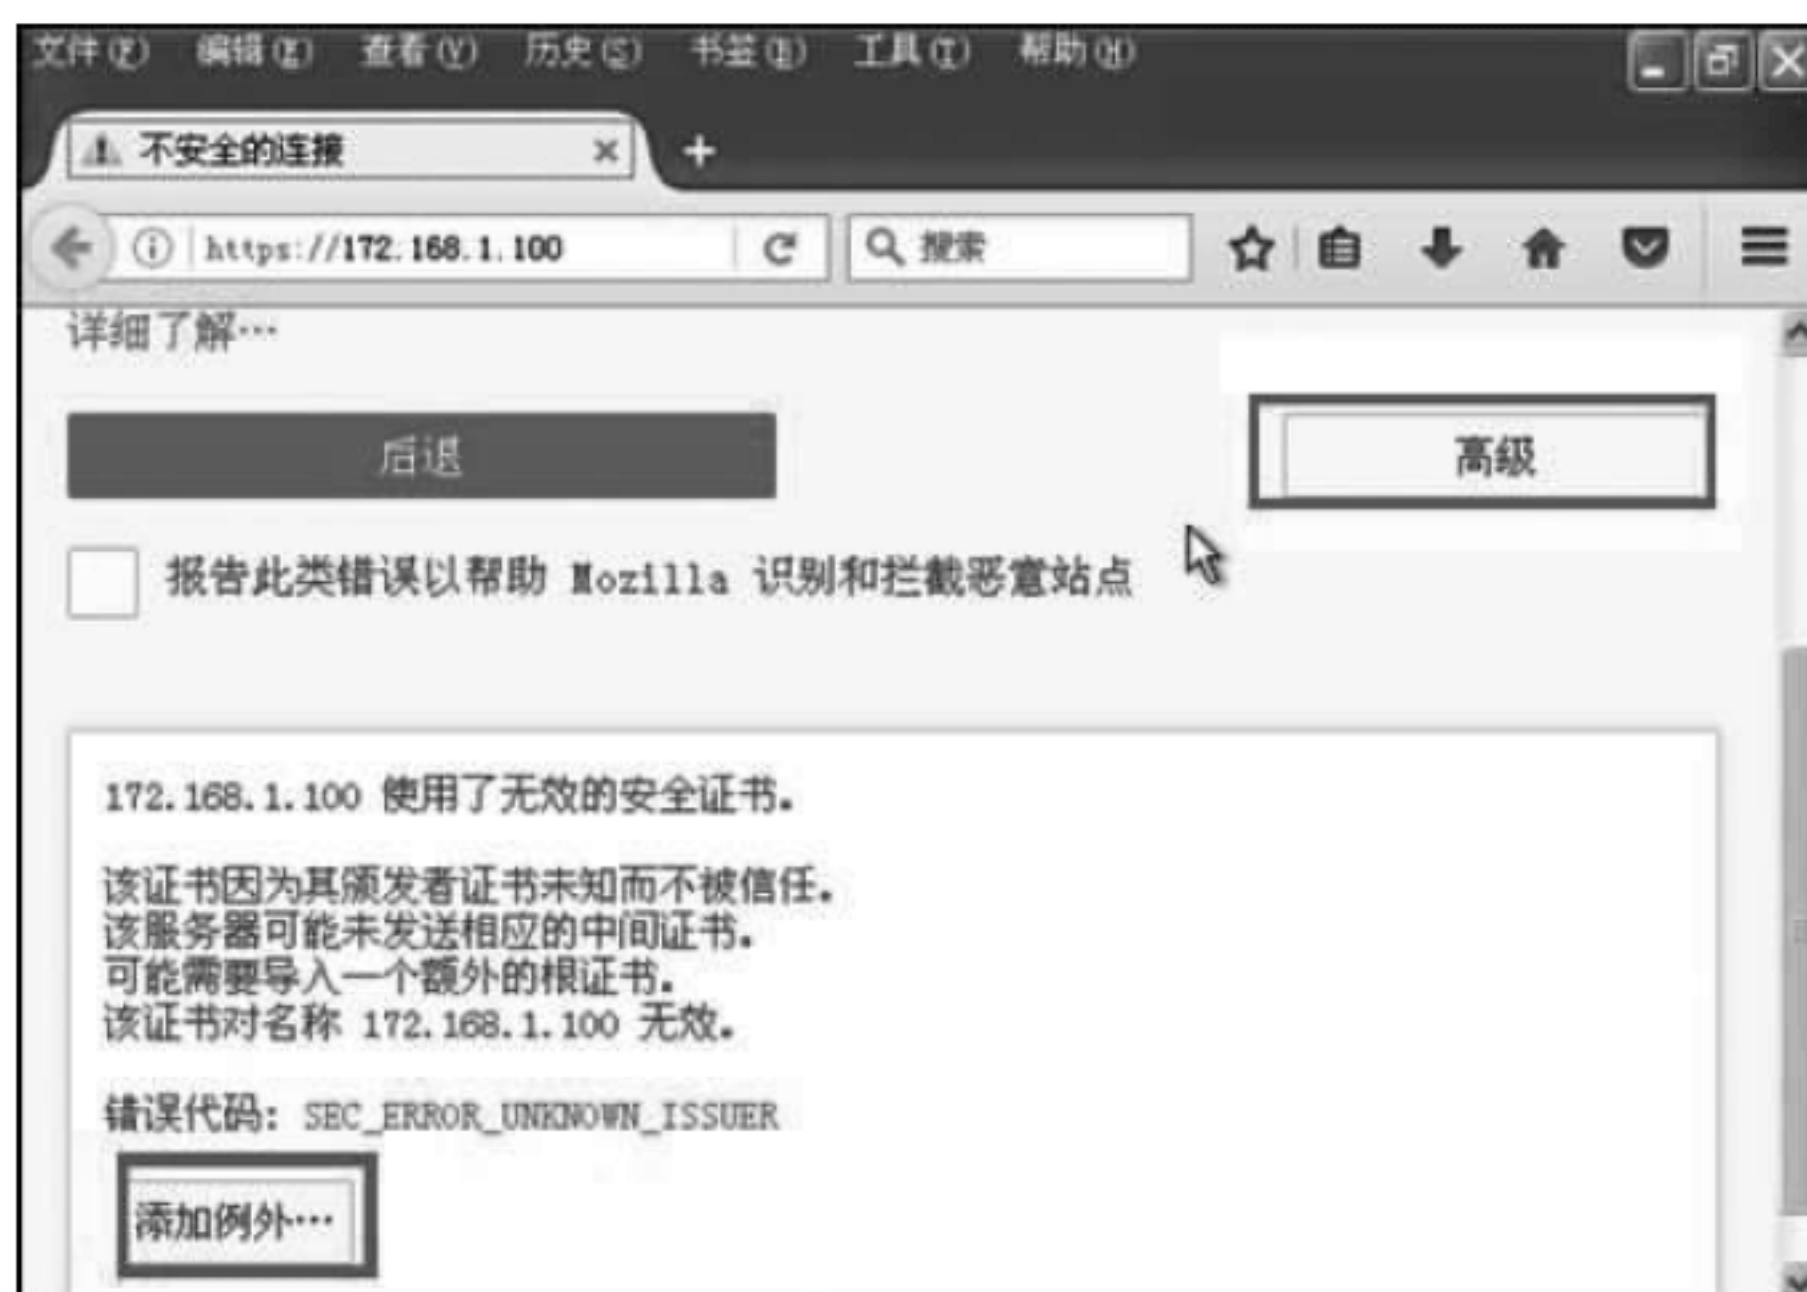 文件(F) 编辑(E) 查看(V) 历史(S) 书签(B) 工具(T) 帮助(H)
不安全的连接
https://172.168.1.100 搜索
详细了解…
后退 高级
报告此类错误以帮助 Mozilla 识别和拦截恶意站点
172.168.1.100 使用了无效的安全证书。
该证书因为其颁发者证书未知而不被信任。
该服务器可能未发送相应的中间证书。
可能需要导入一个额外的根证书。
该证书对名称 172.168.1.100 无效。
错误代码: SEC_ERROR_UNKNOWN_ISSUER
添加例外…